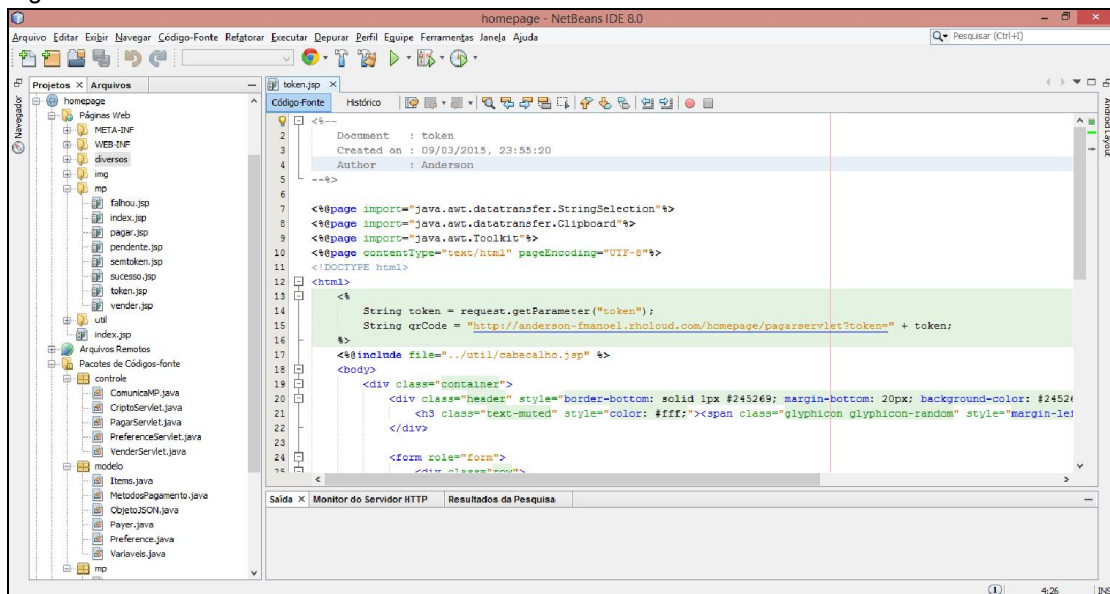 homepage - NetBeans IDE 8.0
Arquivo Editar Exibir Navegar Código-Fonte Refatorar Executar Depurar Perfil Equipe Ferramentas Janela Ajuda
Pesquisar (Ctrl+I)
Projetos Arquivos
Navegador
homepage
Páginas Web
META-INF
WEB-INF
diversos
img
mp
falhou.jsp
index.jsp
pagar.jsp
pendente.jsp
semtoken.jsp
sucesso.jsp
token.jsp
vender.jsp
util
index.jsp
Arquivos Remotos
Pacotes de Códigos-fonte
controle
ComunicaMP.java
CriptoServlet.java
PagarServlet.java
PreferenceServlet.java
VenderServlet.java
modelo
Items.java
MetodosPagamento.java
ObjetoJSON.java
Payer.java
Preference.java
Variaveis.java
mp
token.jsp
Código-Fonte Histórico
<%--
2 Document : token
3 Created on : 09/03/2015, 23:55:20
4 Author : Anderson
5 --%>
6
7 <%@page import="java.awt.datatransfer.StringSelection"%>
8 <%@page import="java.awt.datatransfer.Clipboard"%>
9 <%@page import="java.awt.Toolkit"%>
10 <%@page contentType="text/html" pageEncoding="UTF-8"%>
11 <!DOCTYPE html>
12 <html>
13 <%
14 String token = request.getParameter("token");
15 String qrCode = "http://anderson-fmanoel.rhcloud.com/homepage/pagarservlet?token=" + token;
16 %>
17 <%@include file="../util/cabecalho.jsp" %>
18 <body>
19 <div class="container">
20 <div class="header" style="border-bottom: solid 1px #245269; margin-bottom: 20px; background-color: #24526
21 <h3 class="text-muted" style="color: #fff;"><span class="glyphicon glyphicon-random" style="margin-lef
22 </div>
23
24 <form role="form">
25 <div class="row">
Android Layout
Saída Monitor do Servidor HTTP Resultados da Pesquisa
1 4:26 INS